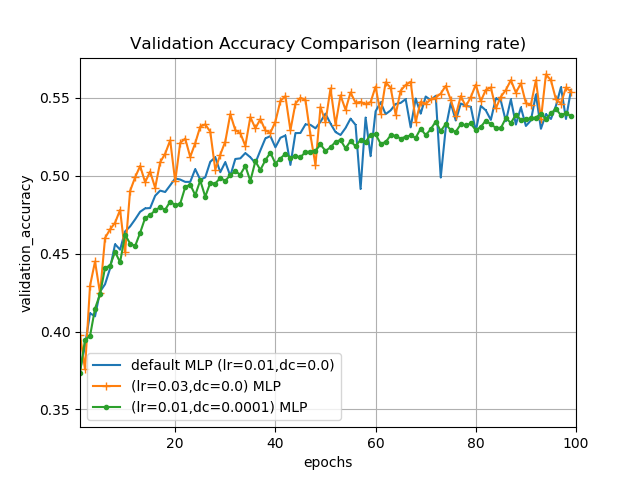 Validation Accuracy Comparison (learning rate)
validation_accuracy
0.55
0.50
0.45
0.40
0.35
default MLP (lr=0.01,dc=0.0)
(lr=0.03,dc=0.0) MLP
(lr=0.01,dc=0.0001) MLP
20 40 60 80 100
epochs